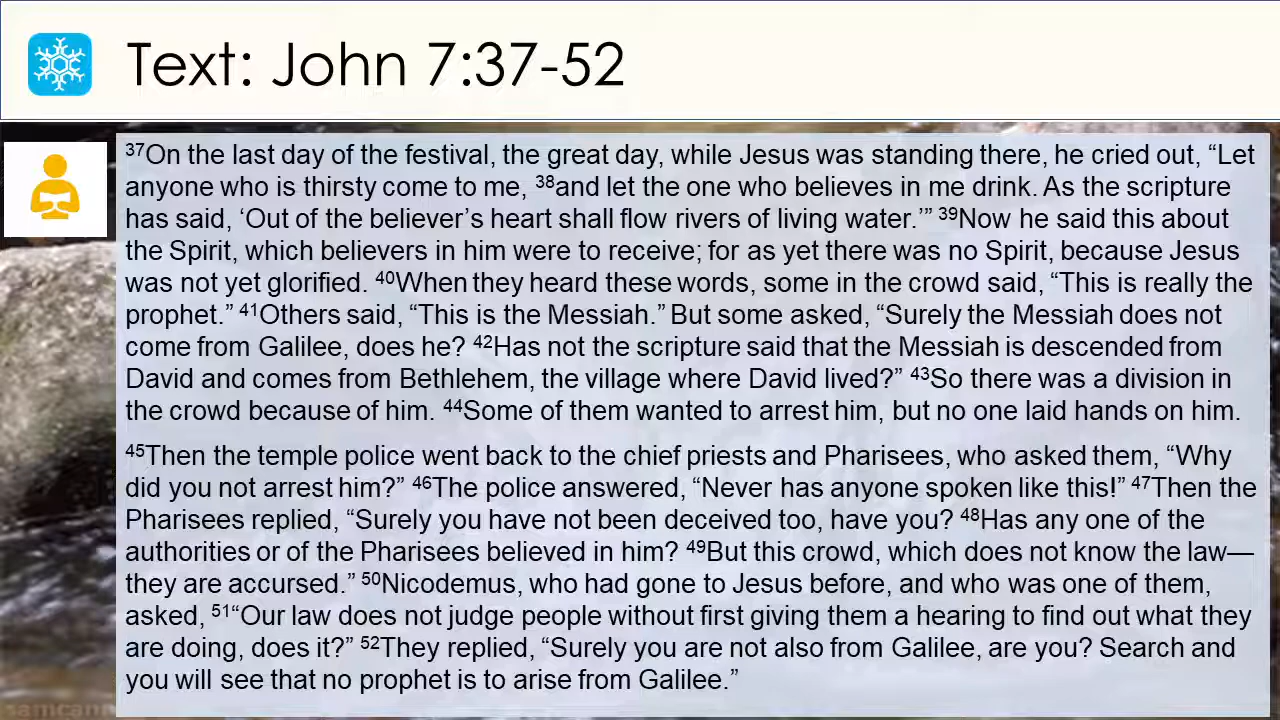 Text: John 7:37-52
³⁷On the last day of the festival, the great day, while Jesus was standing there, he cried out, “Let
anyone who is thirsty come to me, ³⁸and let the one who believes in me drink. As the scripture
has said, ‘Out of the believer’s heart shall flow rivers of living water.’” ³⁹Now he said this about
the Spirit, which believers in him were to receive; for as yet there was no Spirit, because Jesus
was not yet glorified. ⁴⁰When they heard these words, some in the crowd said, “This is really the
prophet.” ⁴¹Others said, “This is the Messiah.” But some asked, “Surely the Messiah does not
come from Galilee, does he? ⁴²Has not the scripture said that the Messiah is descended from
David and comes from Bethlehem, the village where David lived?” ⁴³So there was a division in
the crowd because of him. ⁴⁴Some of them wanted to arrest him, but no one laid hands on him.
⁴⁵Then the temple police went back to the chief priests and Pharisees, who asked them, “Why
did you not arrest him?” ⁴⁶The police answered, “Never has anyone spoken like this!” ⁴⁷Then the
Pharisees replied, “Surely you have not been deceived too, have you? ⁴⁸Has any one of the
authorities or of the Pharisees believed in him? ⁴⁹But this crowd, which does not know the law—
they are accursed.” ⁵⁰Nicodemus, who had gone to Jesus before, and who was one of them,
asked, ⁵¹“Our law does not judge people without first giving them a hearing to find out what they
are doing, does it?” ⁵²They replied, “Surely you are not also from Galilee, are you? Search and
you will see that no prophet is to arise from Galilee.”